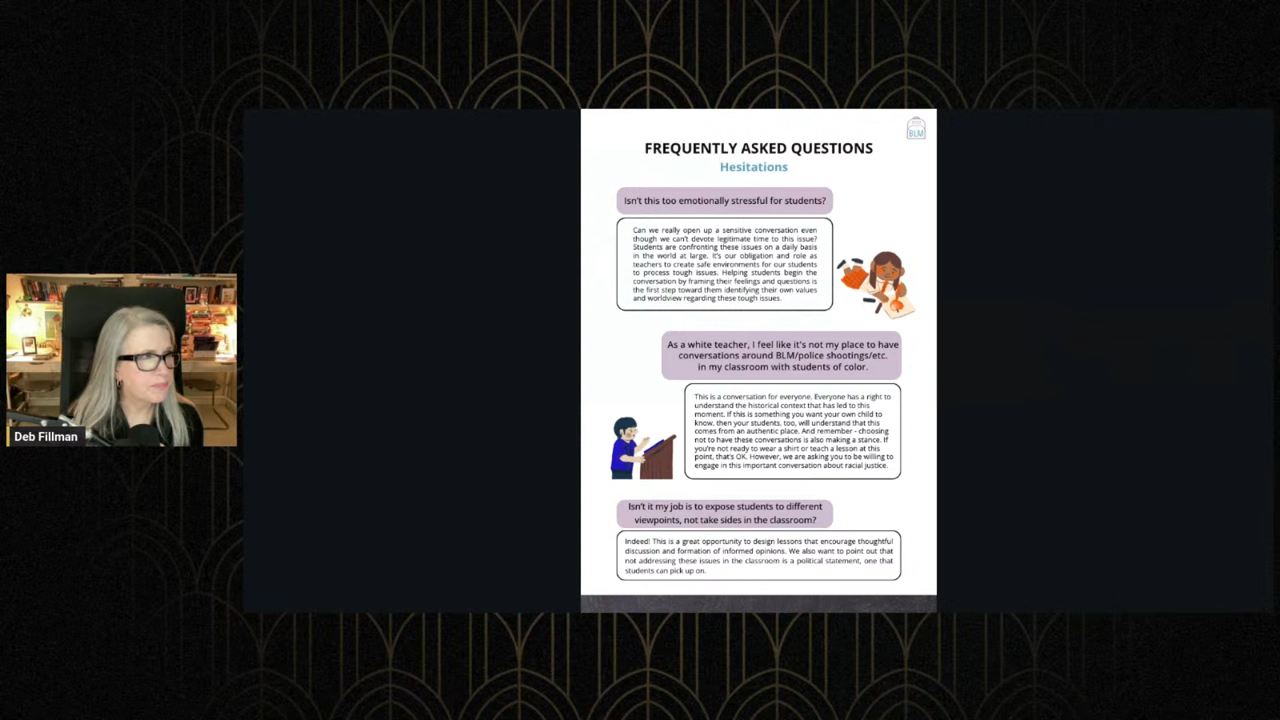 BLM
FREQUENTLY ASKED QUESTIONS
Hesitations
Isn't this too emotionally stressful for students?
Can we really open up a sensitive conversation even
though we can't devote legitimate time to this issue?
Students are confronting these issues on a daily basis
in the world at large. It's our obligation and role as
teachers to create safe environments for our students
to process tough issues. Helping students begin the
conversation by framing their feelings and questions is
the first step toward them identifying their own values
and worldview regarding these tough issues.
As a white teacher, I feel like it's not my place to have
conversations around BLM/police shootings/etc.
in my classroom with students of color.
This is a conversation for everyone. Everyone has a right to
understand the historical context that has led to this
moment. If this is something you want your own child to
know, then your students, too, will understand that this
comes from an authentic place. And remember - choosing
not to have these conversations is also making a stance. If
you're not ready to wear a shirt or teach a lesson at this
point, that's OK. However, we are asking you to be willing to
engage in this important conversation about racial justice.
Isn't it my job is to expose students to different
viewpoints, not take sides in the classroom?
Indeed! This is a great opportunity to design lessons that encourage thoughtful
discussion and formation of informed opinions. We also want to point out that
not addressing these issues in the classroom is a political statement, one that
students can pick up on.
Deb Fillman